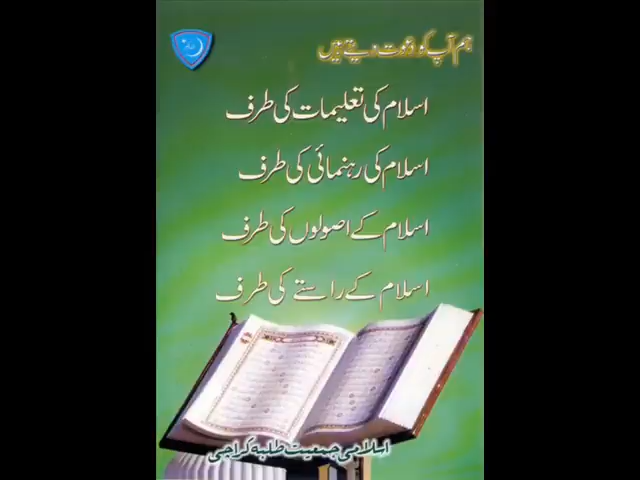 ہم آپ کو دعوت دیتے ہیں
اسلام کی تعلیمات کی طرف
اسلام کی رہنمائی کی طرف
اسلام کے اصولوں کی طرف
اسلام کے راستے کی طرف
اسلامی جمعیت طلبہ کراچی